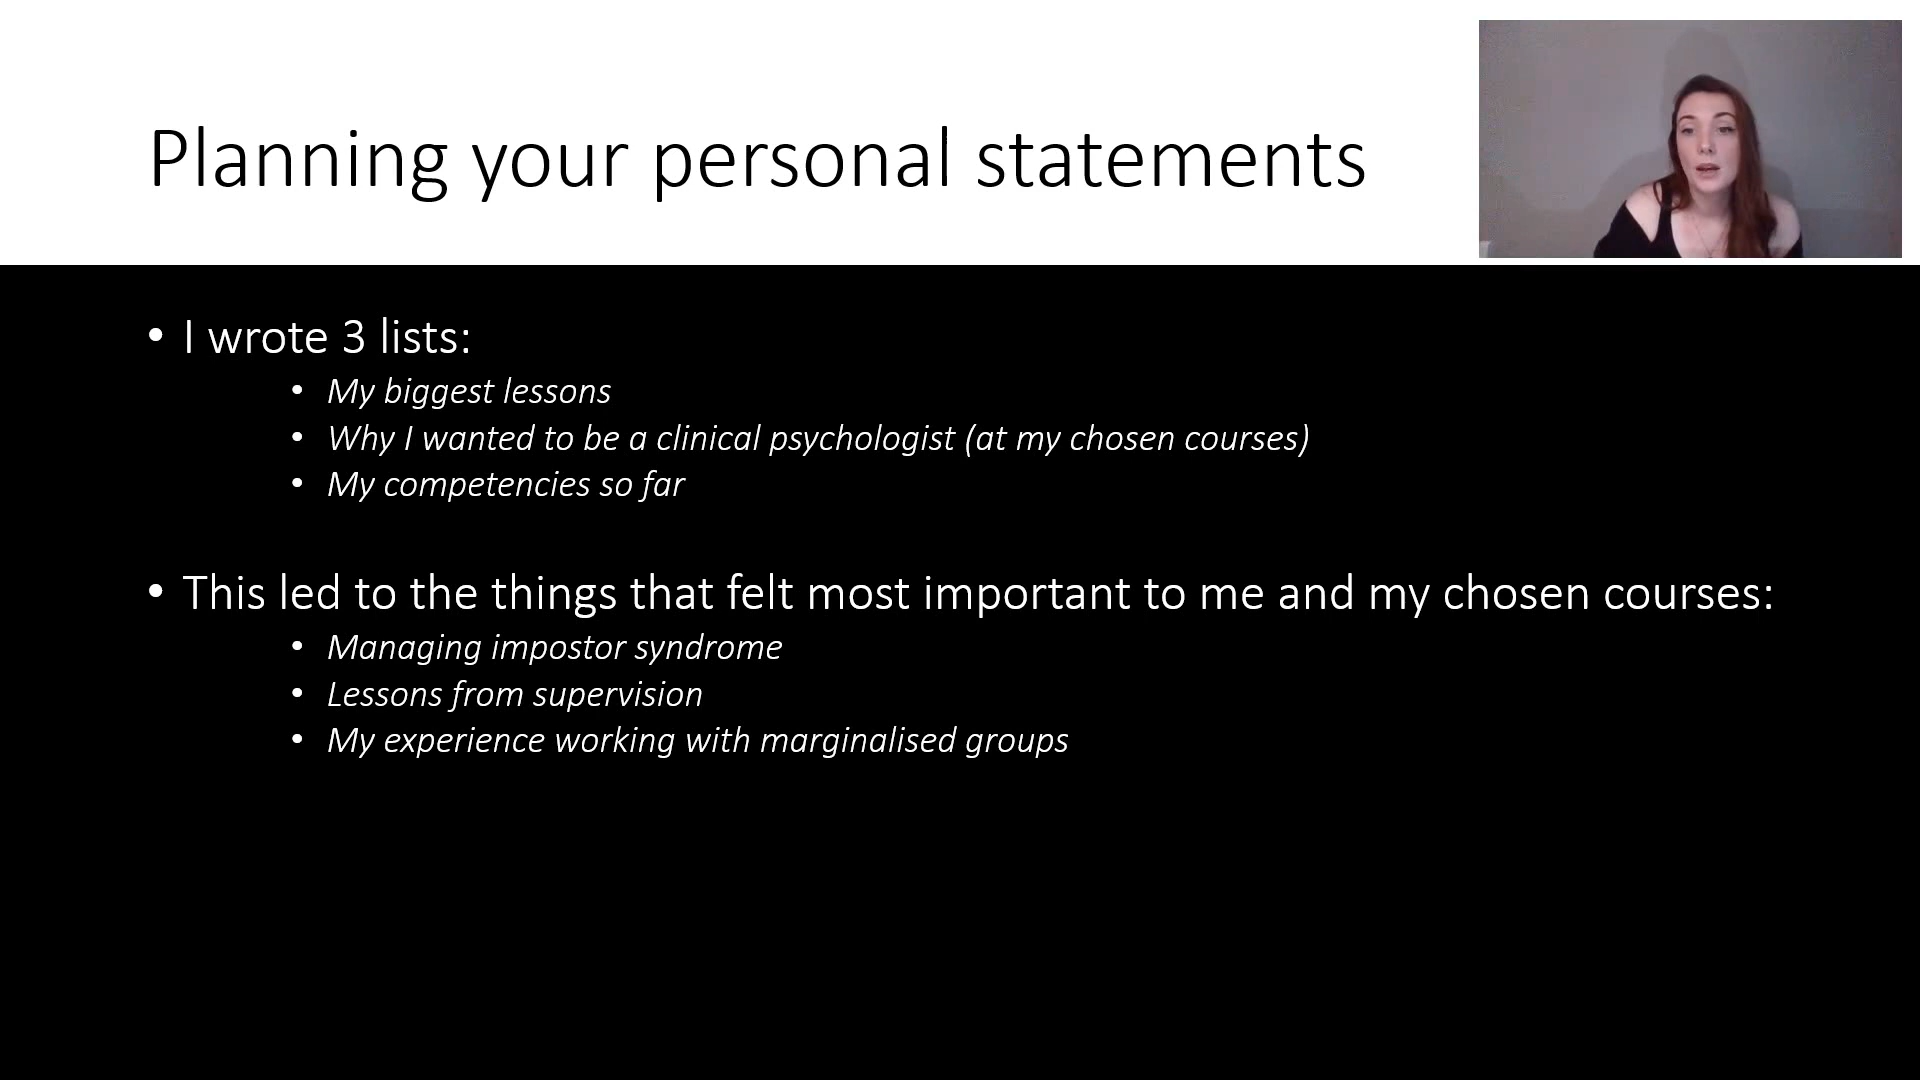 Planning your personal statements
• I wrote 3 lists:
• My biggest lessons
• Why I wanted to be a clinical psychologist (at my chosen courses)
• My competencies so far
• This led to the things that felt most important to me and my chosen courses:
• Managing impostor syndrome
• Lessons from supervision
• My experience working with marginalised groups